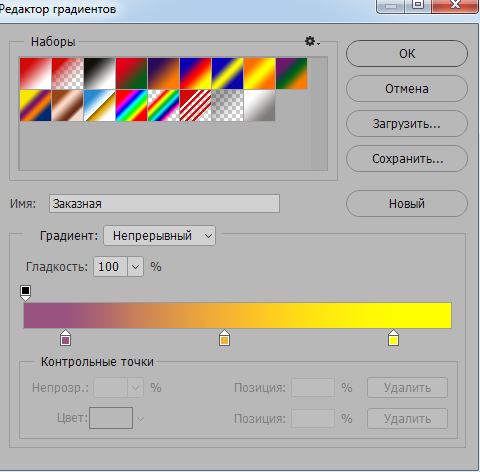 Редактор градиентов
Наборы
ОК
Отмена
Загрузить...
Сохранить...
Имя: Заказная
Новый
Градиент: Непрерывный
Гладкость: 100 %
Контрольные точки
Непрозр.: % Позиция: % Удалить
Цвет: Позиция: % Удалить